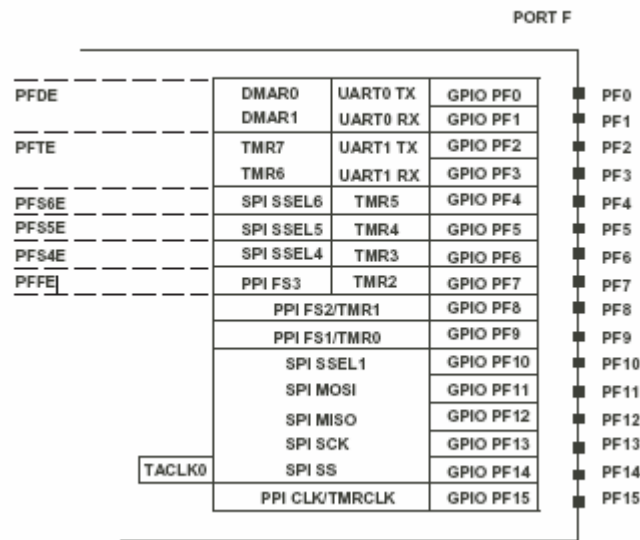 PORT F
PFDE DMAR0 UART0 TX GPIO PF0 PF0
DMAR1 UART0 RX GPIO PF1 PF1
PFTE TMR7 UART1 TX GPIO PF2 PF2
TMR6 UART1 RX GPIO PF3 PF3
PFS6E SPI SSEL6 TMR5 GPIO PF4 PF4
PFS5E SPI SSEL5 TMR4 GPIO PF5 PF5
PFS4E SPI SSEL4 TMR3 GPIO PF6 PF6
PFFE PPI FS3 TMR2 GPIO PF7 PF7
PPI FS2/TMR1 GPIO PF8 PF8
PPI FS1/TMR0 GPIO PF9 PF9
SPI SSEL1 GPIO PF10 PF10
SPI MOSI GPIO PF11 PF11
SPI MISO GPIO PF12 PF12
SPI SCK GPIO PF13 PF13
TACLK0 SPI SS GPIO PF14 PF14
PPI CLK/TMRCLK GPIO PF15 PF15